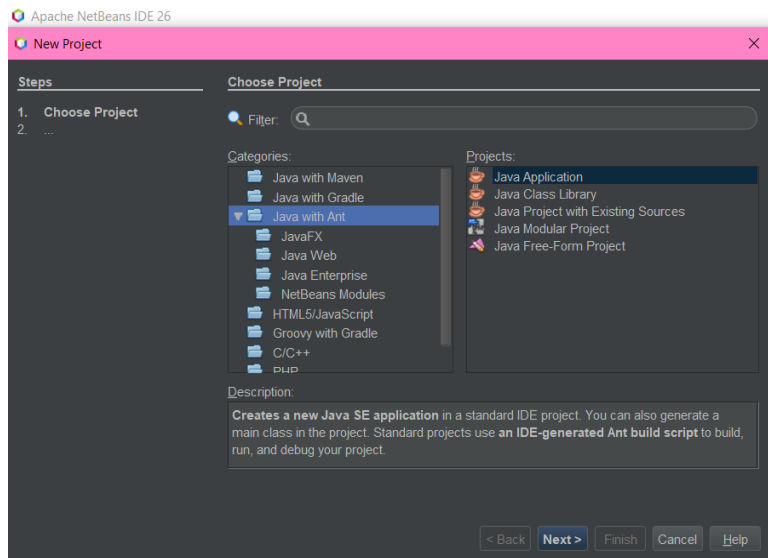 Apache NetBeans IDE 26
New Project
Steps
1. Choose Project
2. ...
Choose Project
Filter:
Categories:
Java with Maven
Java with Gradle
Java with Ant
JavaFX
Java Web
Java Enterprise
NetBeans Modules
HTML5/JavaScript
Groovy with Gradle
C/C++
PHP
Projects:
Java Application
Java Class Library
Java Project with Existing Sources
Java Modular Project
Java Free-Form Project
Description:
Creates a new Java SE application in a standard IDE project. You can also generate a
main class in the project. Standard projects use an IDE-generated Ant build script to build,
run, and debug your project.
< Back Next > Finish Cancel Help